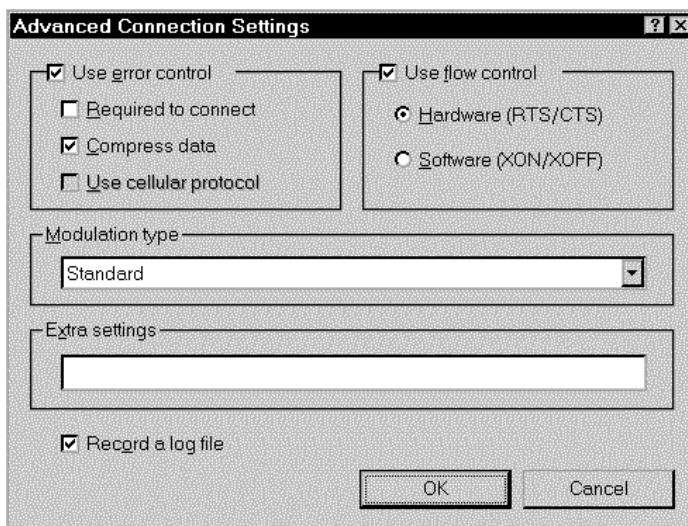 Advanced Connection Settings
Use error control
Required to connect
Compress data
Use cellular protocol
Use flow control
Hardware (RTS/CTS)
Software (XON/XOFF)
Modulation type
Standard
Extra settings
Record a log file
OK Cancel